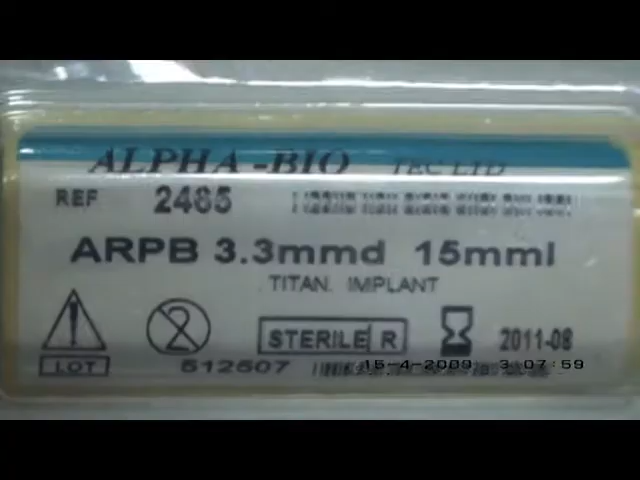 ALPHA-BIO TEC LTD
REF 2465
ARPB 3.3mmd 15mml
TITAN. IMPLANT
2
STERILE R 2011-08
LOT 512507
15-4-2009 3:07:59